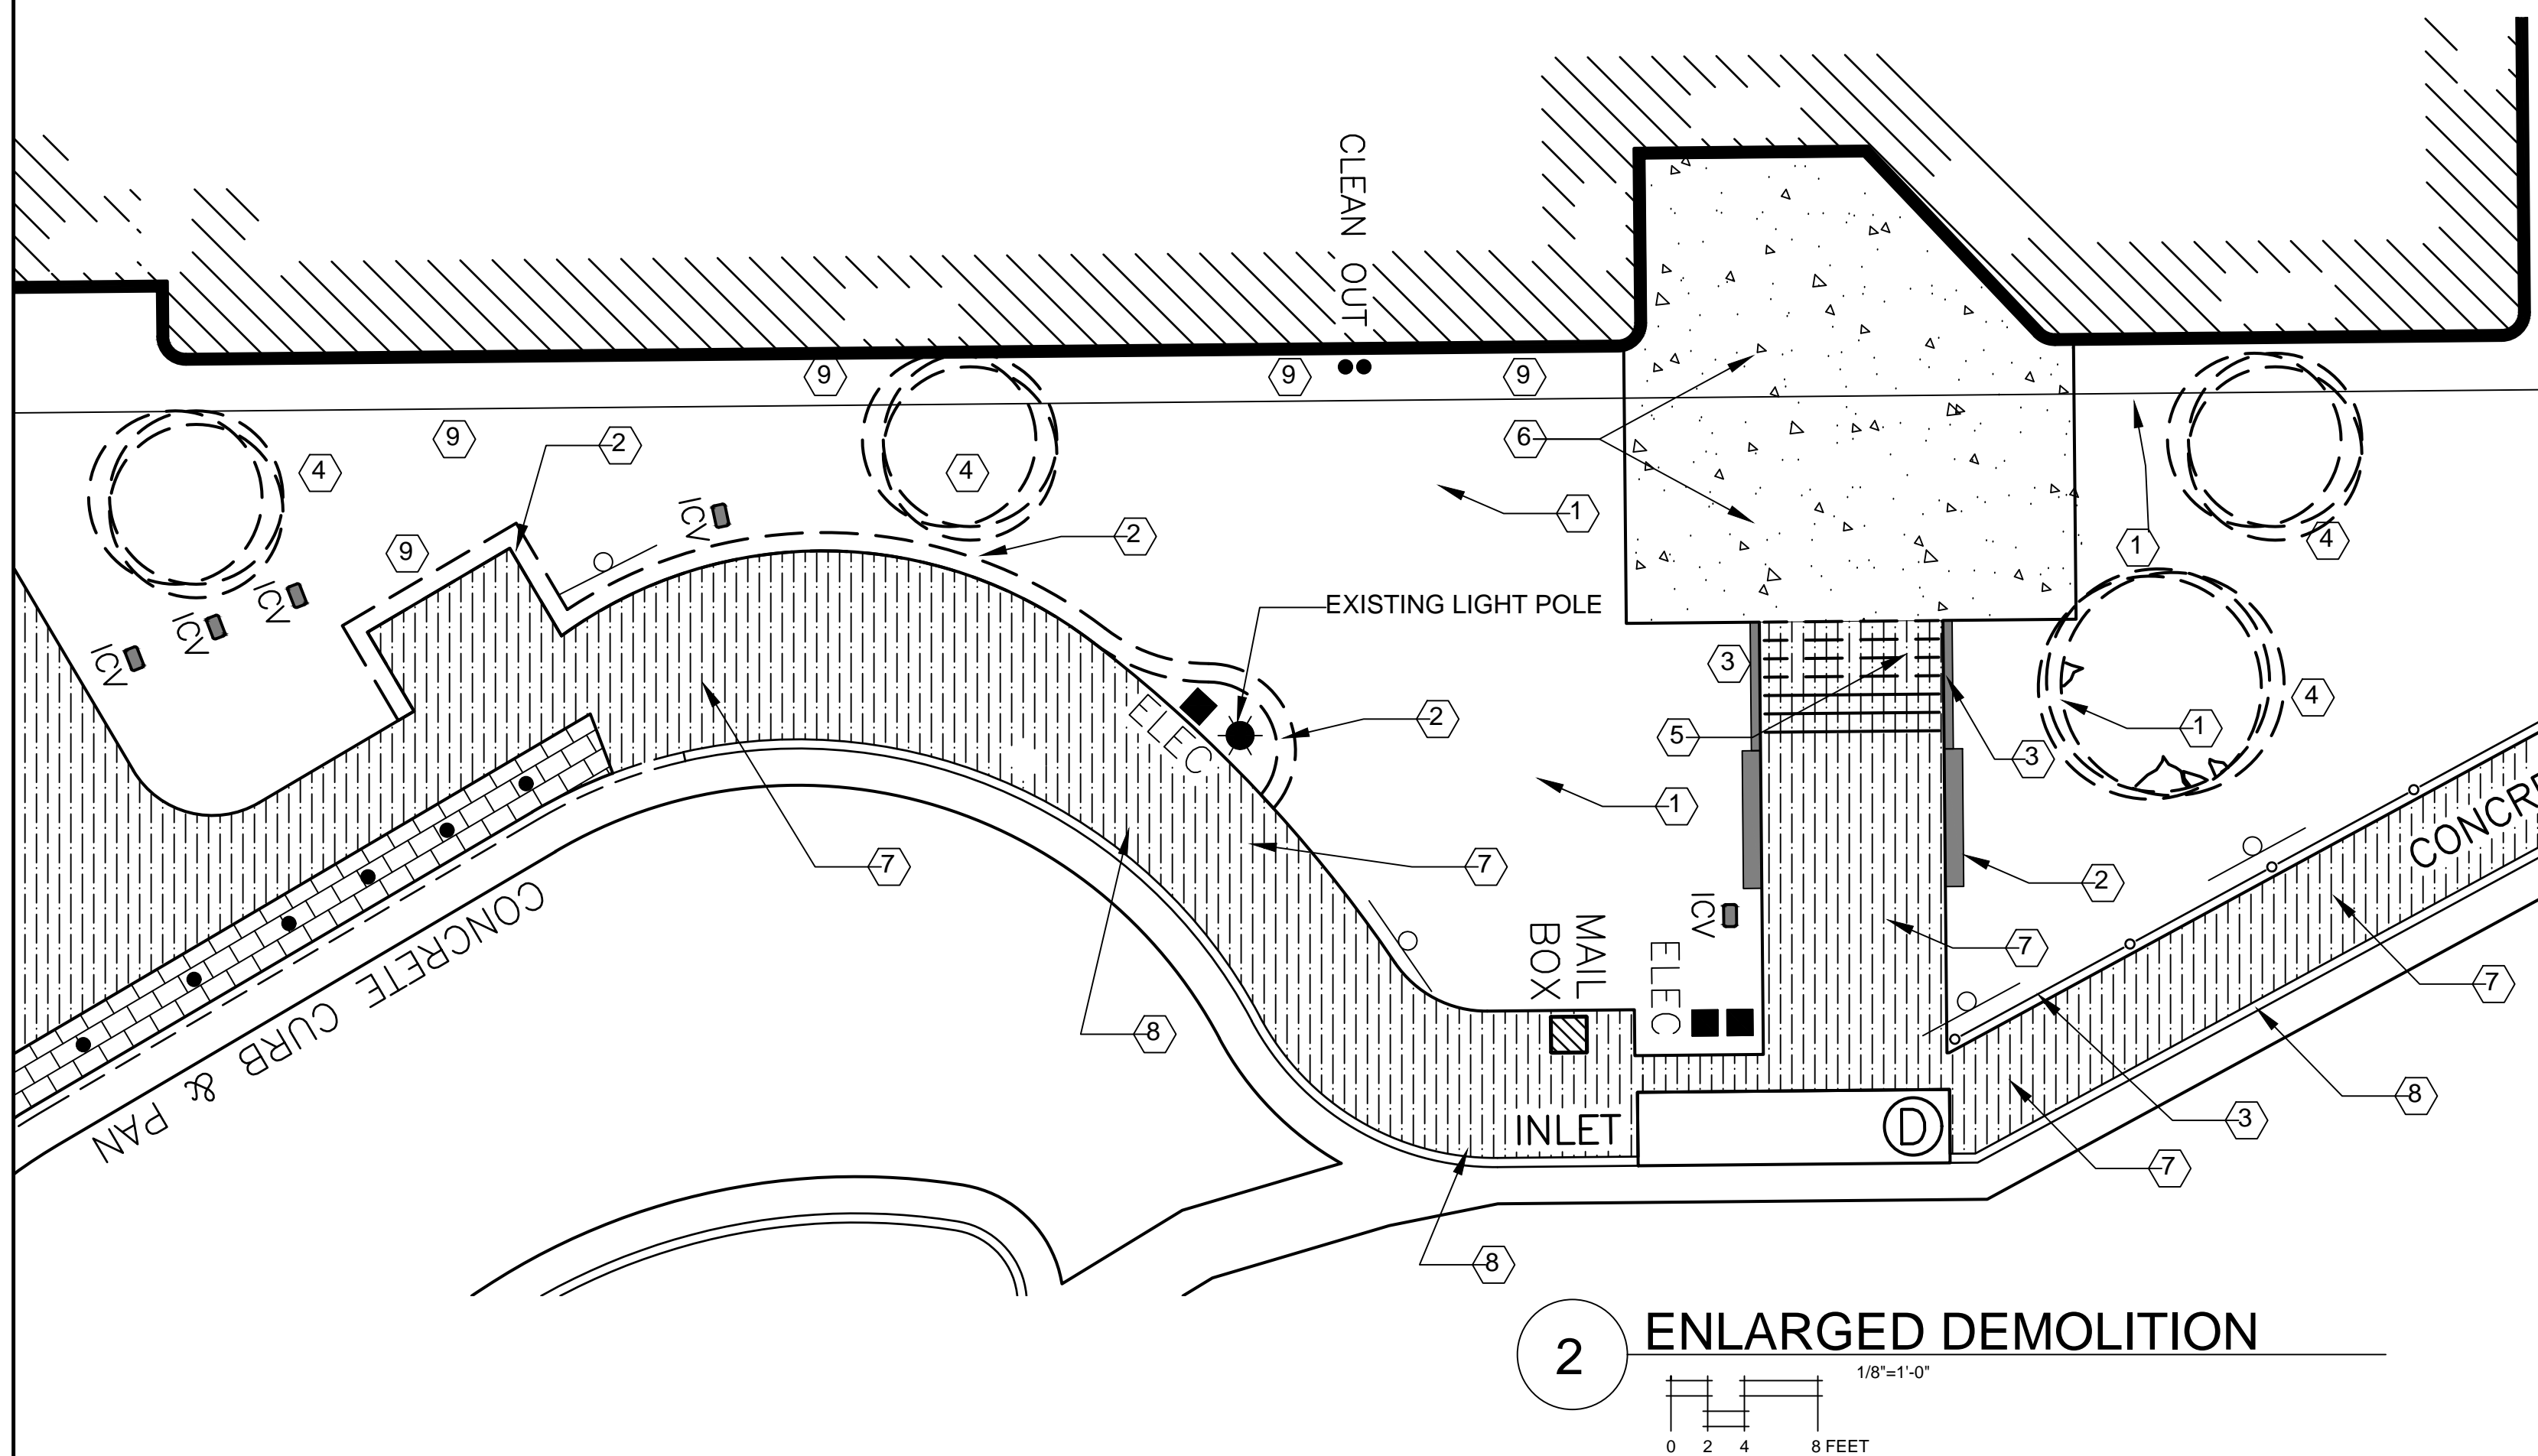 CLEAN OUT
9
9
9
9
2
4
4
6
ICV
1
2
9
1
4
ICV
EXISTING LIGHT POLE
ICV
ICV
3
4
ELEC
2
5
3
1
1
7
7
2
CONCRE
ICV
MAIL
BOX
ELEC
7
7
CONCRETE CURB & PAN
8
8
INLET
D
3
7
8
2
ENLARGED DEMOLITION
1/8"=1'-0"
0 2 4 8 FEET